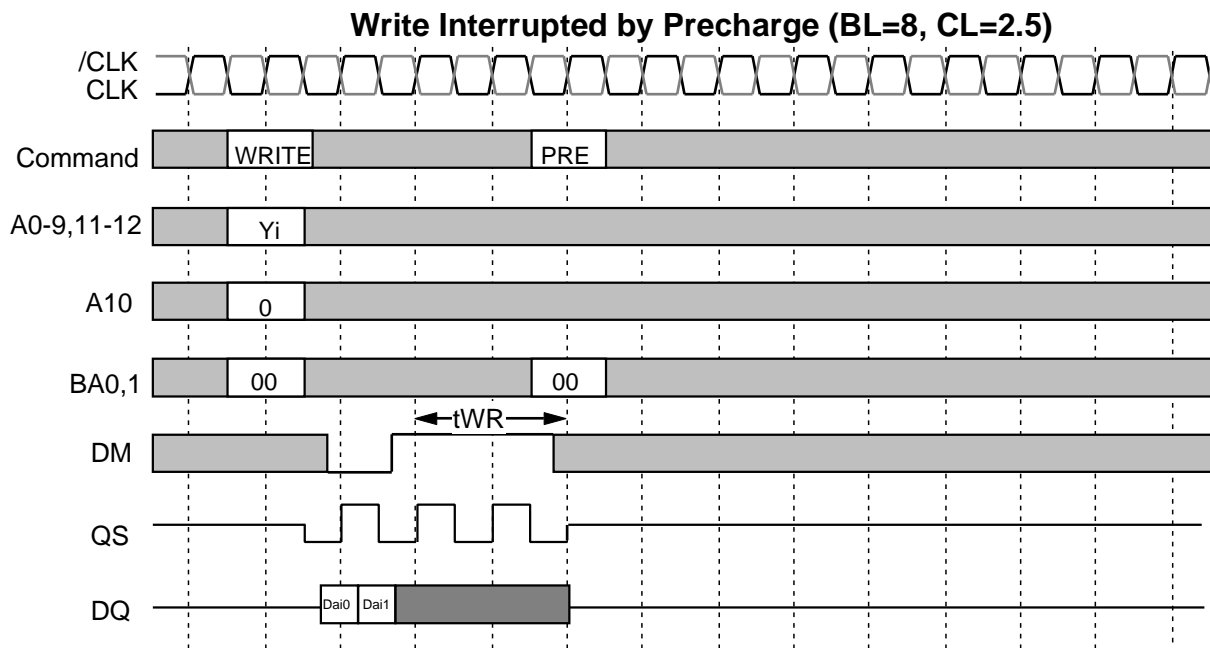 Write Interrupted by Precharge (BL=8, CL=2.5)
/CLK
CLK
Command WRITE PRE
A0-9,11-12 Yi
A10 0
BA0,1 00 00
tWR
DM
QS
DQ Dai0 Dai1